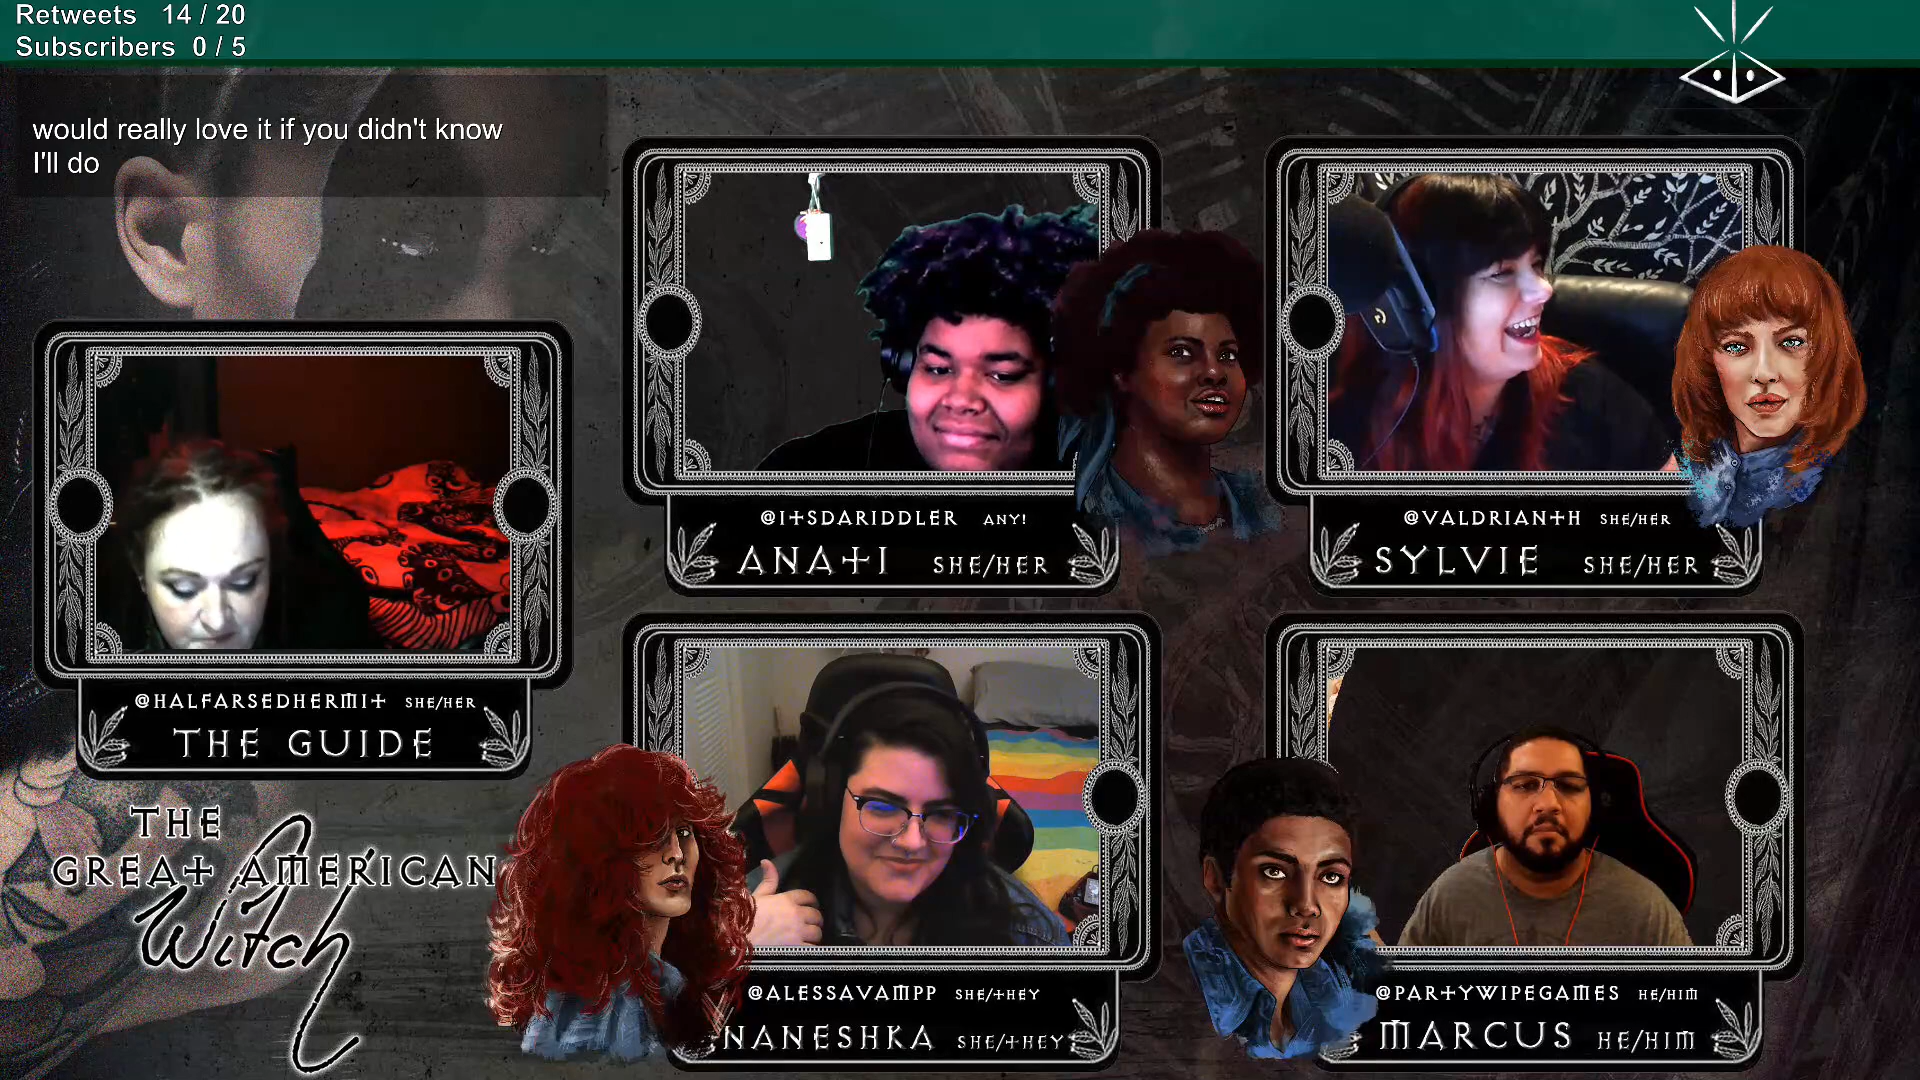 Retweets 14 / 20
Subscribers 0 / 5
would really love it if you didn't know
I'll do
@ITSDARIDDLER ANY!
ANATI SHE/HER
@VALDRIANTH SHE/HER
SYLVIE SHE/HER
@HALFARSEDHERMIT SHE/HER
THE GUIDE
THE
GREAT AMERICAN
Witch
@ALESSAVAMPP SHE/THEY
NANESHKA SHE/THEY
@PARTYWIPEGAMES HE/HIM
MARCUS HE/HIM